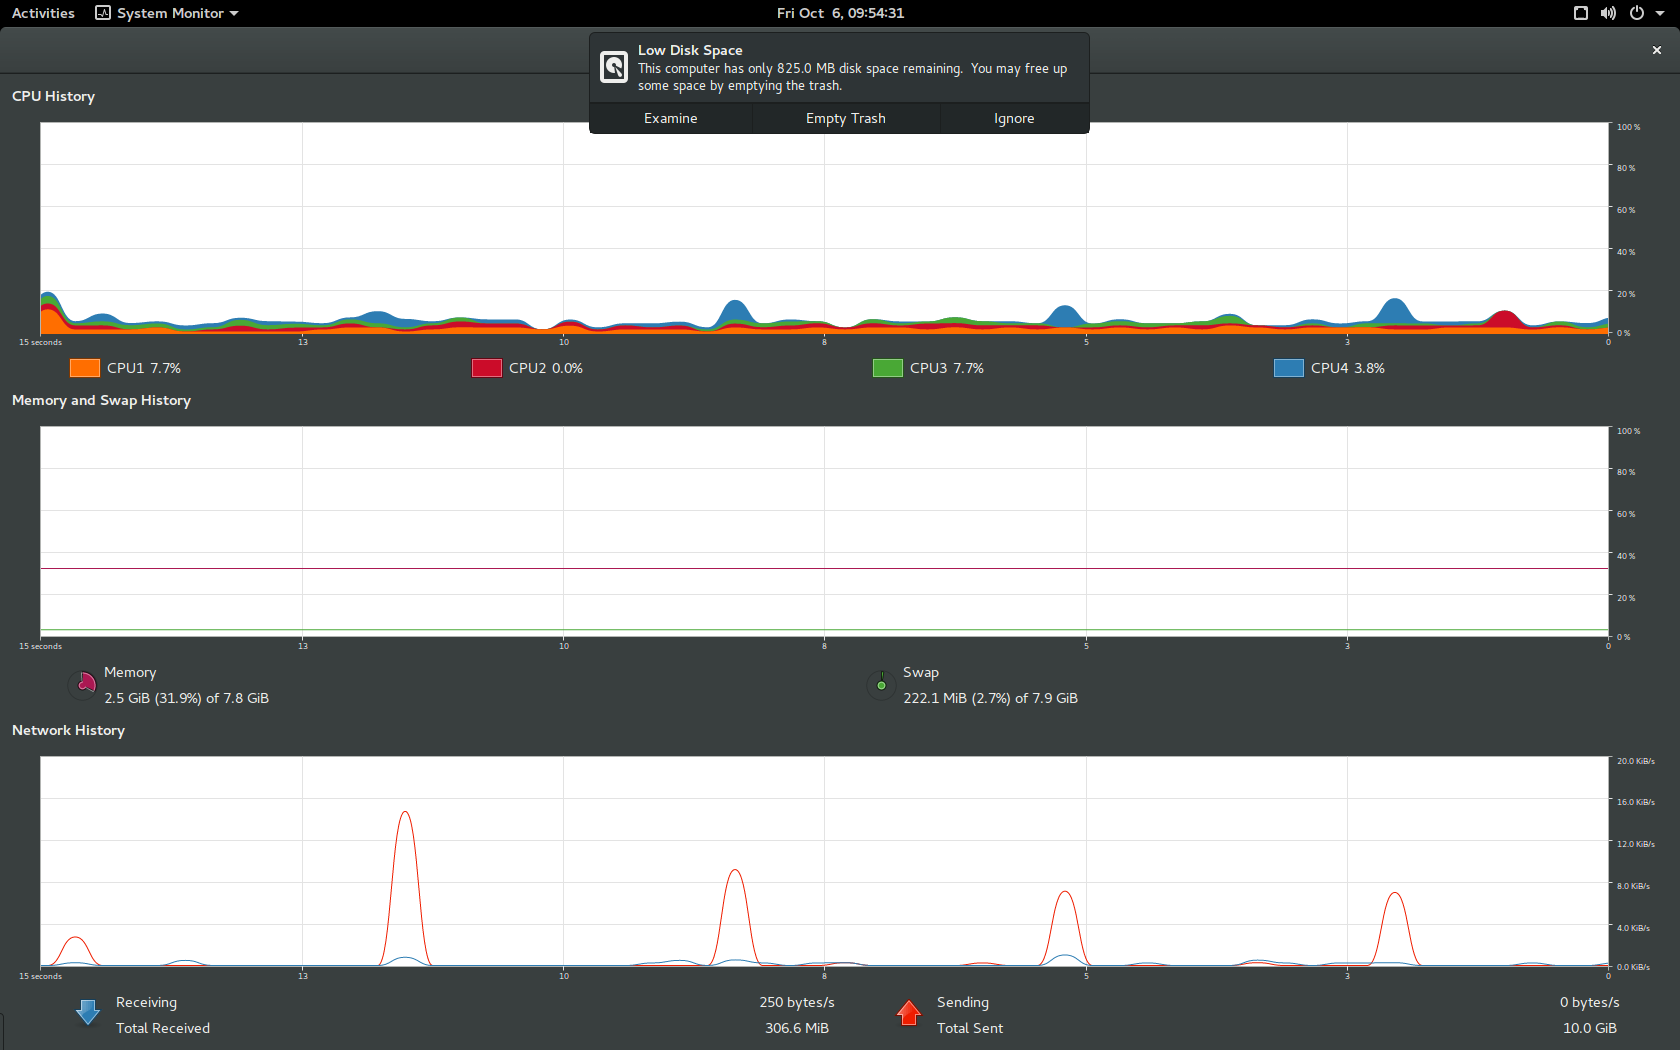 Activities System Monitor Fri Oct 6, 09:54:31
Low Disk Space
This computer has only 825.0 MB disk space remaining. You may free up
some space by emptying the trash.
Examine Empty Trash Ignore
CPU History
100 %
80 %
60 %
40 %
20 %
0 %
15 seconds 13 10 8 5 3 0
CPU1 7.7% CPU2 0.0% CPU3 7.7% CPU4 3.8%
Memory and Swap History
100 %
80 %
60 %
40 %
20 %
0 %
15 seconds 13 10 8 5 3 0
Memory Swap
2.5 GiB (31.9%) of 7.8 GiB 222.1 MiB (2.7%) of 7.9 GiB
Network History
20.0 KiB/s
16.0 KiB/s
12.0 KiB/s
8.0 KiB/s
4.0 KiB/s
0.0 KiB/s
15 seconds 13 10 8 5 3 0
Receiving 250 bytes/s Sending 0 bytes/s
Total Received 306.6 MiB Total Sent 10.0 GiB